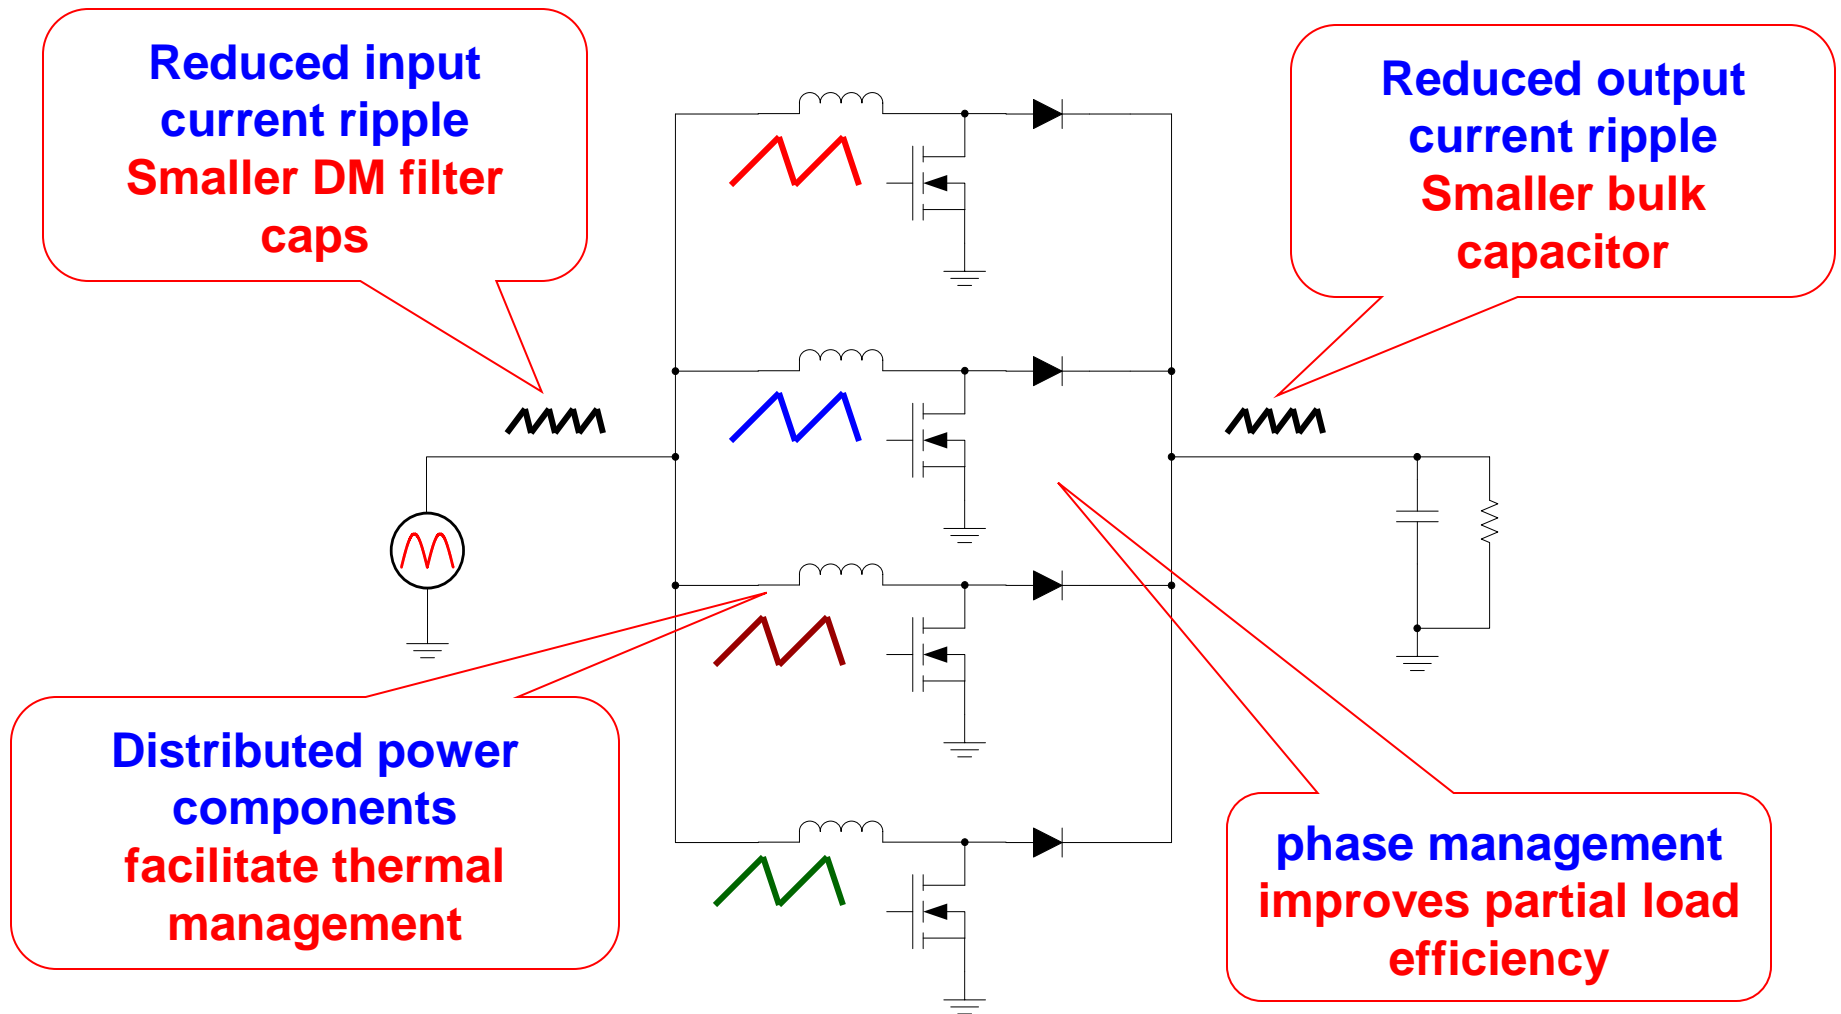 Reduced input
current ripple
Smaller DM filter
caps
Reduced output
current ripple
Smaller bulk
capacitor
Distributed power
components
facilitate thermal
management
phase management
improves partial load
efficiency